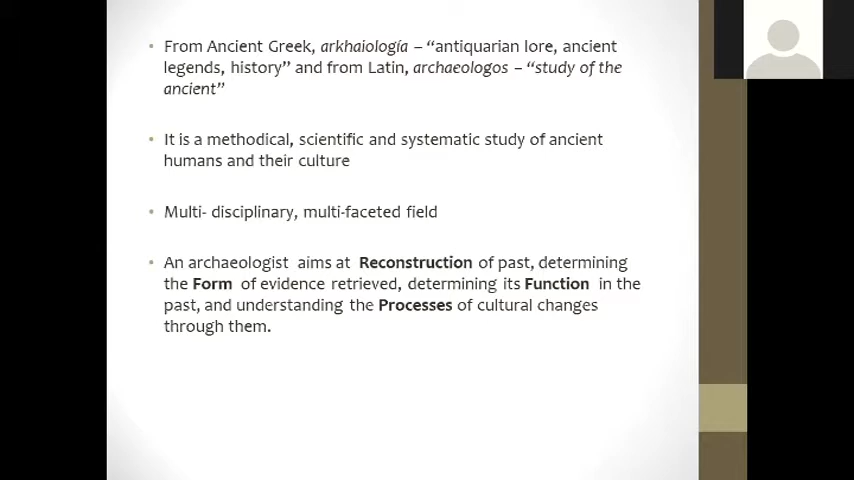 • From Ancient Greek, arkhaiología – “antiquarian lore, ancient
legends, history” and from Latin, archaeologos – “study of the
ancient”
• It is a methodical, scientific and systematic study of ancient
humans and their culture
• Multi- disciplinary, multi-faceted field
• An archaeologist aims at Reconstruction of past, determining
the Form of evidence retrieved, determining its Function in the
past, and understanding the Processes of cultural changes
through them.